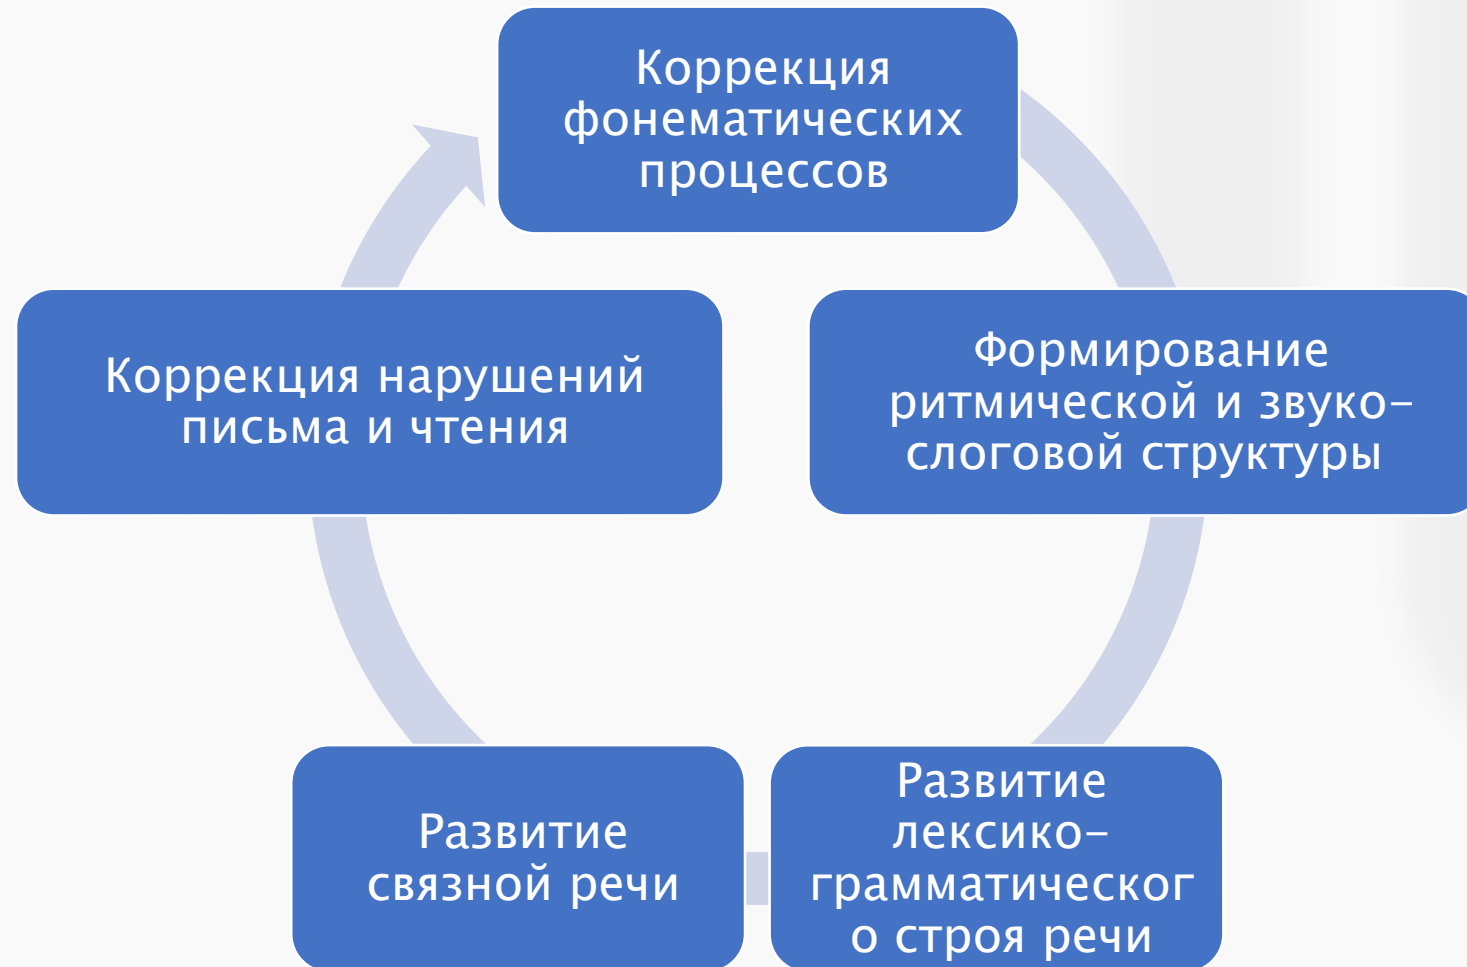 Коррекция
фонематических
процессов
Формирование
ритмической и звуко-
слоговой структуры
Развитие
лексико-
грамматическог
о строя речи
Развитие
связной речи
Коррекция нарушений
письма и чтения